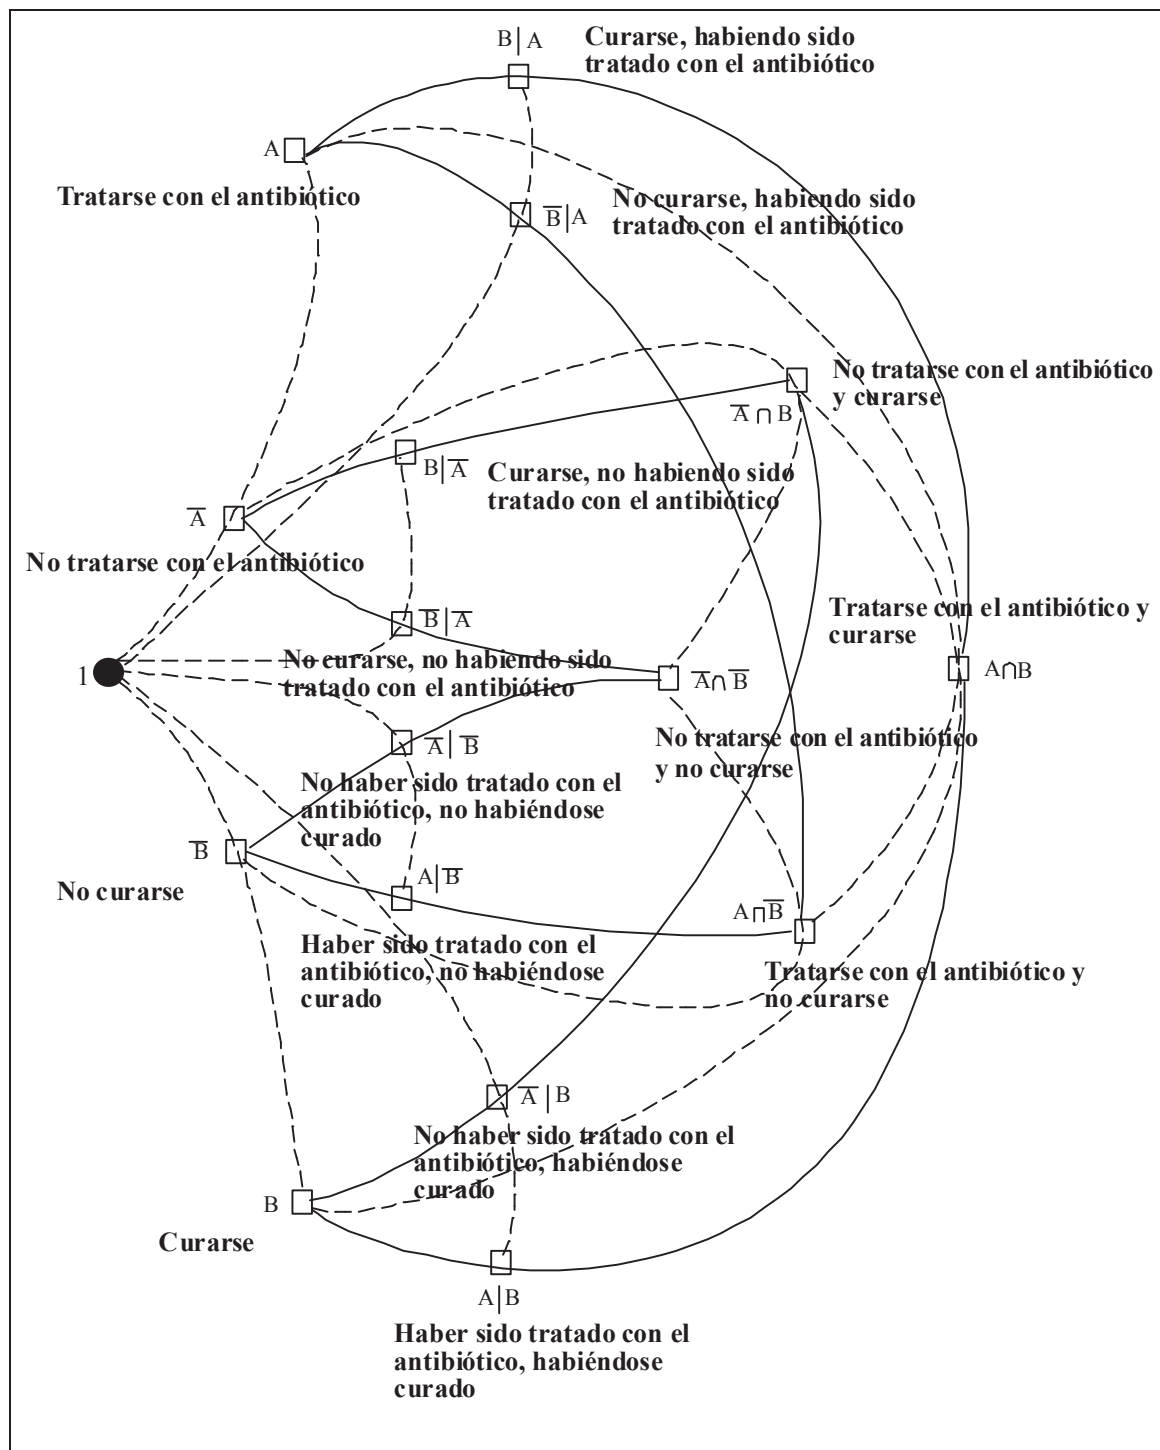 B|A
Curarse, habiendo sido
tratado con el antibiótico
A
Tratarse con el antibiótico
B̅|A
No curarse, habiendo sido
tratado con el antibiótico
No tratarse con el antibiótico
y curarse
A̅ ∩ B
B|A̅
Curarse, no habiendo sido
tratado con el antibiótico
A̅
No tratarse con el antibiótico
B̅|A̅
No curarse, no habiendo sido
tratado con el antibiótico
Tratarse con el antibiótico y
curarse
A∩B
1
A̅∩B̅
No tratarse con el antibiótico
y no curarse
A̅|B̅
No haber sido tratado con el
antibiótico, no habiéndose
curado
B̅
No curarse
A|B̅
Haber sido tratado con el
antibiótico, no habiéndose
curado
A∩B̅
Tratarse con el antibiótico y
no curarse
A̅|B
No haber sido tratado con el
antibiótico, habiéndose
curado
B
Curarse
A|B
Haber sido tratado con el
antibiótico, habiéndose
curado